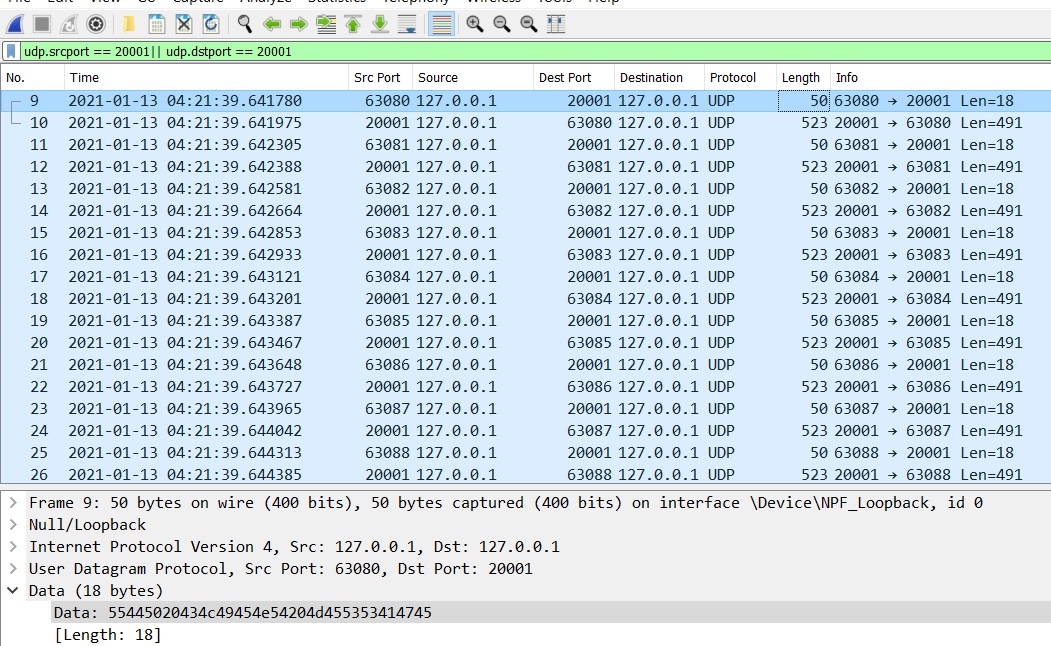 File Edit View Go Capture Analyze Statistics Telephony Wireless Tools Help
udp.srcport == 20001|| udp.dstport == 20001
No. Time Src Port Source Dest Port Destination Protocol Length Info
9 2021-01-13 04:21:39.641780 63080 127.0.0.1 20001 127.0.0.1 UDP 50 63080 → 20001 Len=18
10 2021-01-13 04:21:39.641975 20001 127.0.0.1 63080 127.0.0.1 UDP 523 20001 → 63080 Len=491
11 2021-01-13 04:21:39.642305 63081 127.0.0.1 20001 127.0.0.1 UDP 50 63081 → 20001 Len=18
12 2021-01-13 04:21:39.642388 20001 127.0.0.1 63081 127.0.0.1 UDP 523 20001 → 63081 Len=491
13 2021-01-13 04:21:39.642581 63082 127.0.0.1 20001 127.0.0.1 UDP 50 63082 → 20001 Len=18
14 2021-01-13 04:21:39.642664 20001 127.0.0.1 63082 127.0.0.1 UDP 523 20001 → 63082 Len=491
15 2021-01-13 04:21:39.642853 63083 127.0.0.1 20001 127.0.0.1 UDP 50 63083 → 20001 Len=18
16 2021-01-13 04:21:39.642933 20001 127.0.0.1 63083 127.0.0.1 UDP 523 20001 → 63083 Len=491
17 2021-01-13 04:21:39.643121 63084 127.0.0.1 20001 127.0.0.1 UDP 50 63084 → 20001 Len=18
18 2021-01-13 04:21:39.643201 20001 127.0.0.1 63084 127.0.0.1 UDP 523 20001 → 63084 Len=491
19 2021-01-13 04:21:39.643387 63085 127.0.0.1 20001 127.0.0.1 UDP 50 63085 → 20001 Len=18
20 2021-01-13 04:21:39.643467 20001 127.0.0.1 63085 127.0.0.1 UDP 523 20001 → 63085 Len=491
21 2021-01-13 04:21:39.643648 63086 127.0.0.1 20001 127.0.0.1 UDP 50 63086 → 20001 Len=18
22 2021-01-13 04:21:39.643727 20001 127.0.0.1 63086 127.0.0.1 UDP 523 20001 → 63086 Len=491
23 2021-01-13 04:21:39.643965 63087 127.0.0.1 20001 127.0.0.1 UDP 50 63087 → 20001 Len=18
24 2021-01-13 04:21:39.644042 20001 127.0.0.1 63087 127.0.0.1 UDP 523 20001 → 63087 Len=491
25 2021-01-13 04:21:39.644313 63088 127.0.0.1 20001 127.0.0.1 UDP 50 63088 → 20001 Len=18
26 2021-01-13 04:21:39.644385 20001 127.0.0.1 63088 127.0.0.1 UDP 523 20001 → 63088 Len=491
Frame 9: 50 bytes on wire (400 bits), 50 bytes captured (400 bits) on interface \Device\NPF_Loopback, id 0
Null/Loopback
Internet Protocol Version 4, Src: 127.0.0.1, Dst: 127.0.0.1
User Datagram Protocol, Src Port: 63080, Dst Port: 20001
Data (18 bytes)
Data: 55445020434c49454e54204d455353414745
[Length: 18]